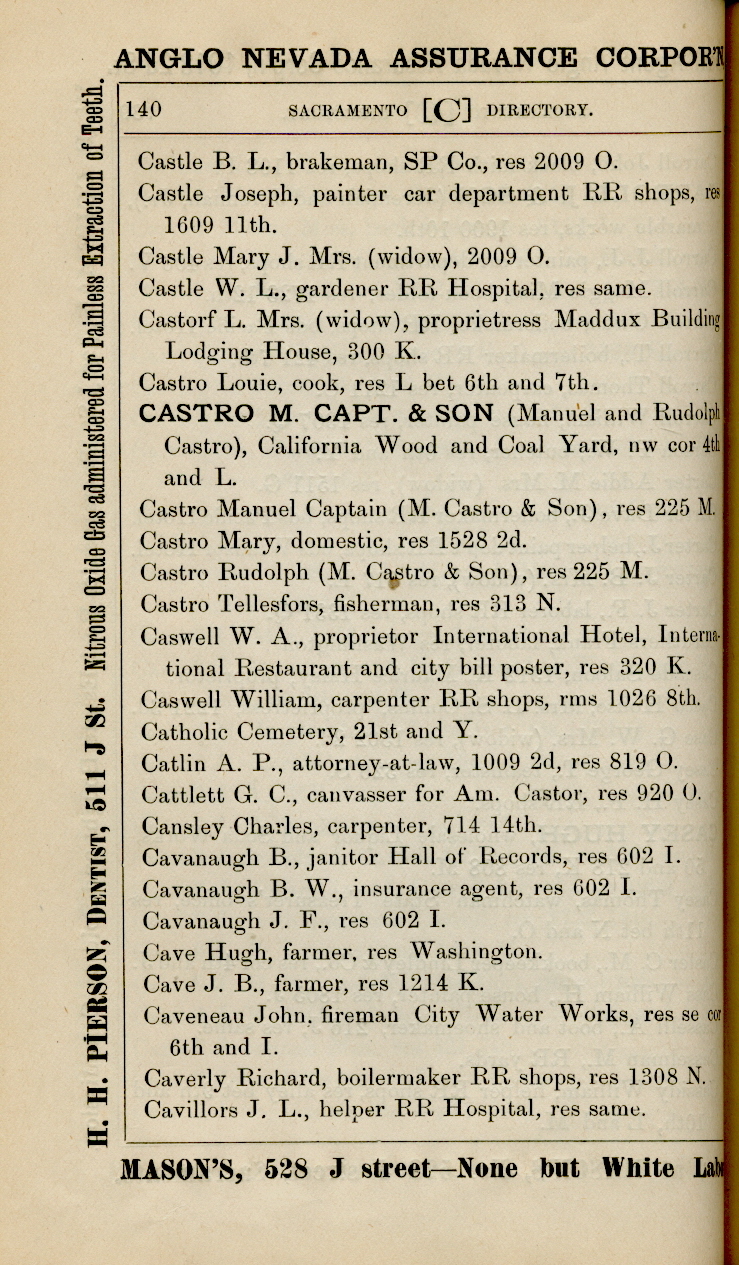 ANGLO NEVADA ASSURANCE CORPOR'N
140 SACRAMENTO [C] DIRECTORY.
Castle B. L., brakeman, SP Co., res 2009 O.
Castle Joseph, painter car department RR shops, res
1609 11th.
Castle Mary J. Mrs. (widow), 2009 O.
Castle W. L., gardener RR Hospital, res same.
Castorf L. Mrs. (widow), proprietress Maddux Building
Lodging House, 300 K.
Castro Louie, cook, res L bet 6th and 7th.
CASTRO M. CAPT. & SON (Manuel and Rudolph
Castro), California Wood and Coal Yard, nw cor 4th
and L.
Castro Manuel Captain (M. Castro & Son), res 225 M.
Castro Mary, domestic, res 1528 2d.
Castro Rudolph (M. Castro & Son), res 225 M.
Castro Tellesfors, fisherman, res 313 N.
Caswell W. A., proprietor International Hotel, Interna-
tional Restaurant and city bill poster, res 320 K.
Caswell William, carpenter RR shops, rms 1026 8th.
Catholic Cemetery, 21st and Y.
Catlin A. P., attorney-at-law, 1009 2d, res 819 O.
Cattlett G. C., canvasser for Am. Castor, res 920 O.
Cansley Charles, carpenter, 714 14th.
Cavanaugh B., janitor Hall of Records, res 602 I.
Cavanaugh B. W., insurance agent, res 602 I.
Cavanaugh J. F., res 602 I.
Cave Hugh, farmer, res Washington.
Cave J. B., farmer, res 1214 K.
Caveneau John, fireman City Water Works, res se cor
6th and I.
Caverly Richard, boilermaker RR shops, res 1308 N.
Cavillors J. L., helper RR Hospital, res same.
MASON'S, 528 J street—None but White Lab
H. H. PIERSON, DENTIST, 511 J St. Nitrous Oxide Gas administered for Painless Extraction of Teeth.